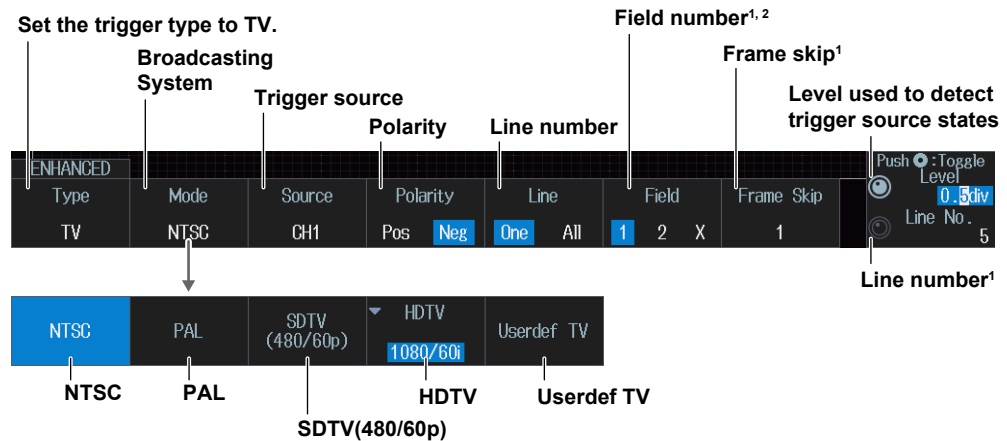 Set the trigger type to TV.
Field number1, 2
Broadcasting
System
Frame skip1
Trigger source
Level used to detect
trigger source states
Polarity
Line number
ENHANCED
Type
Mode
Source
Polarity
Line
Field
Frame Skip
TV
NTSC
CH1
Pos Neg
One All
1 2 X
1
Push :Toggle
Level
0.5div
Line No.
5
Line number1
NTSC
PAL
SDTV
(480/60p)
HDTV
1080/60i
Userdef TV
NTSC
PAL
HDTV
Userdef TV
SDTV(480/60p)